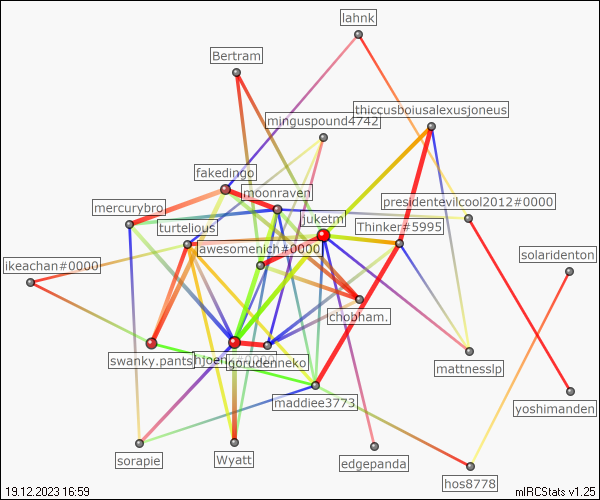 lahnk
Bertram
thiccusboiusalexusjoneus
minguspound4742
fakedingo
moonraven
presidentevilcool2012#0000
mercurybro
juketm
turtelious
Thinker#5995
awesomenich#0000
solaridenton
ikeachan#0000
chobham.
swanky.pants
gorudenneko
mattnesslp
maddiee3773
yoshimanden
sorapie
Wyatt
edgepanda
hos8778
19.12.2023 16:59
mIRCStats v1.25